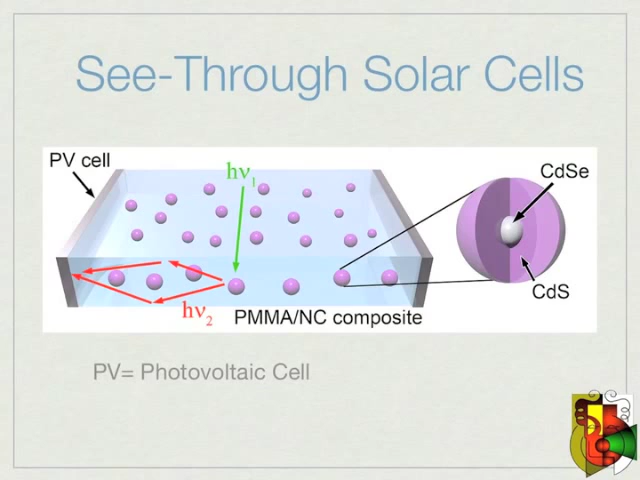 See-Through Solar Cells
PV cell
hν1
CdSe
CdS
hν2
PMMA/NC composite
PV= Photovoltaic Cell